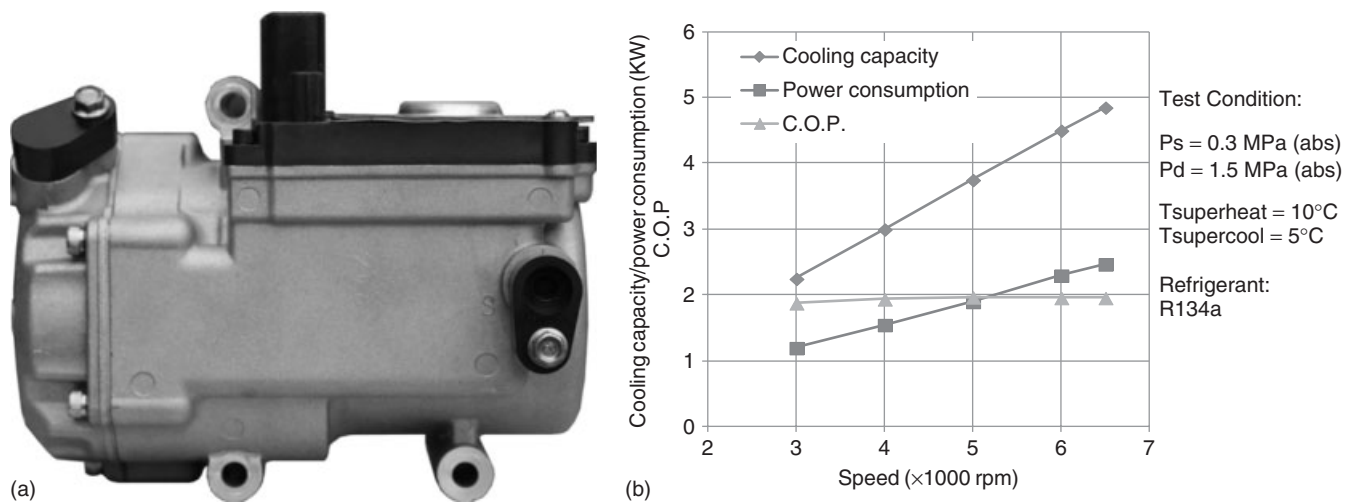 (a)
Cooling capacity/power consumption (KW)
C.O.P
6
5
4
3
2
1
0
Cooling capacity
Power consumption
C.O.P.
2 3 4 5 6 7
Speed (×1000 rpm)
(b)
Test Condition:
Ps = 0.3 MPa (abs)
Pd = 1.5 MPa (abs)
Tsuperheat = 10°C
Tsupercool = 5°C
Refrigerant:
R134a
S